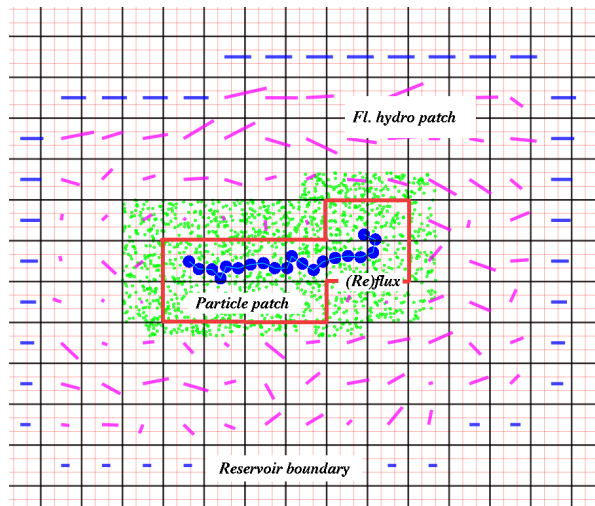 Fl. hydro patch
(Re)flux
Particle patch
Reservoir boundary